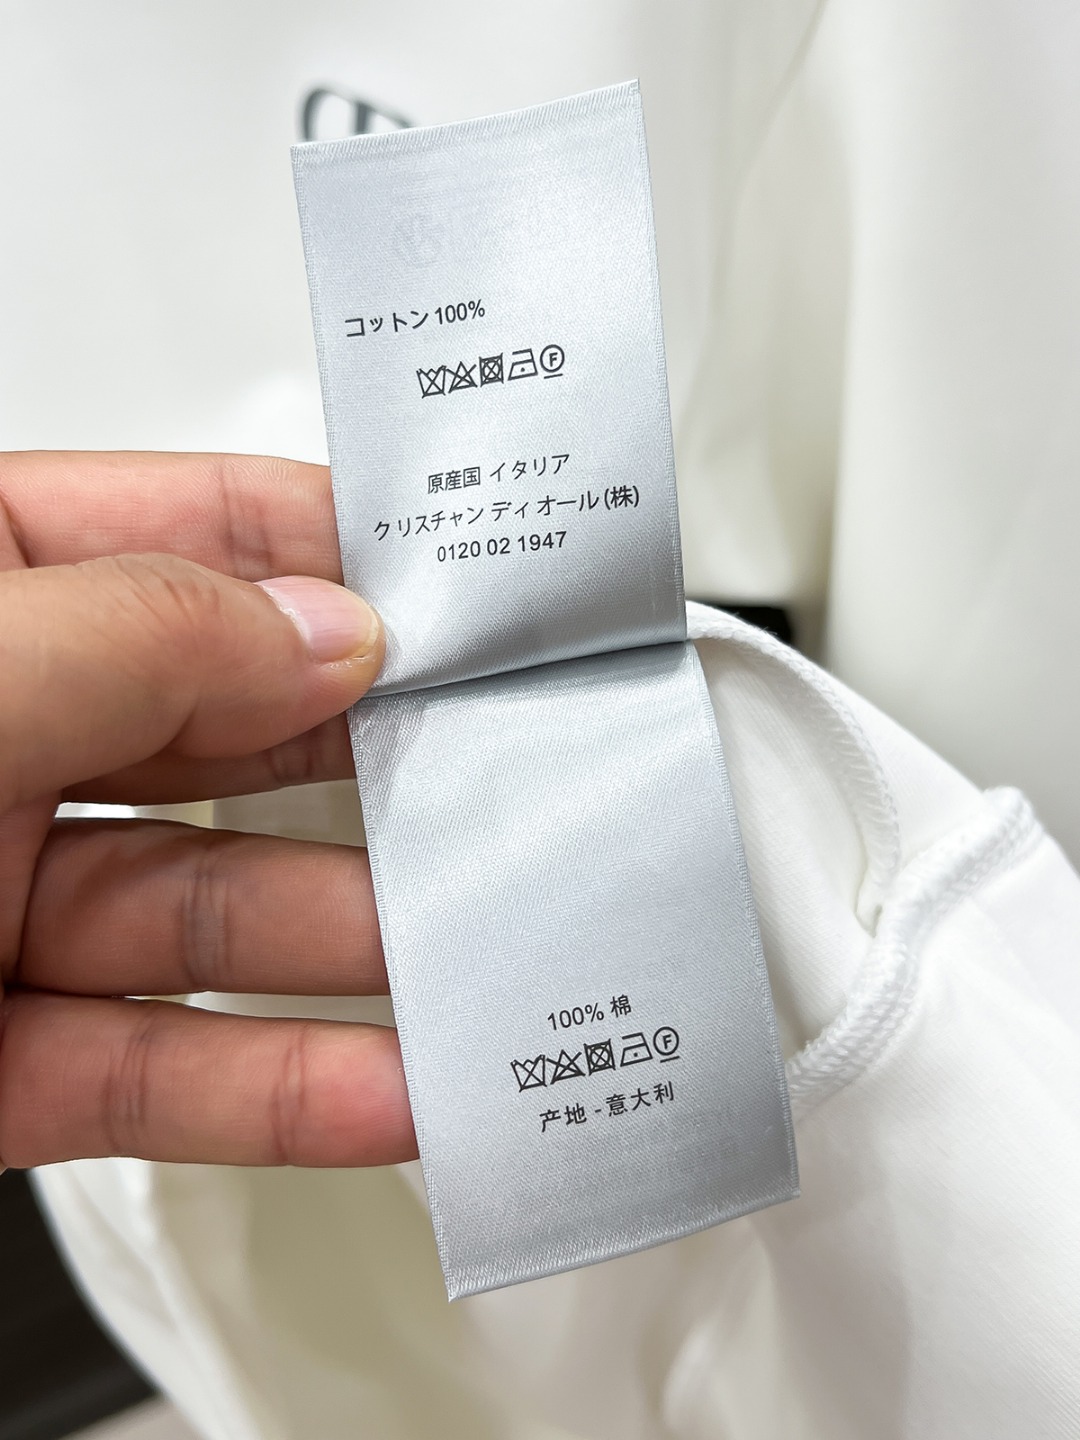 コットン 100%
F
原産国 イタリア
クリスチャン ディオール (株)
0120 02 1947
100% 棉
F
产地 - 意大利